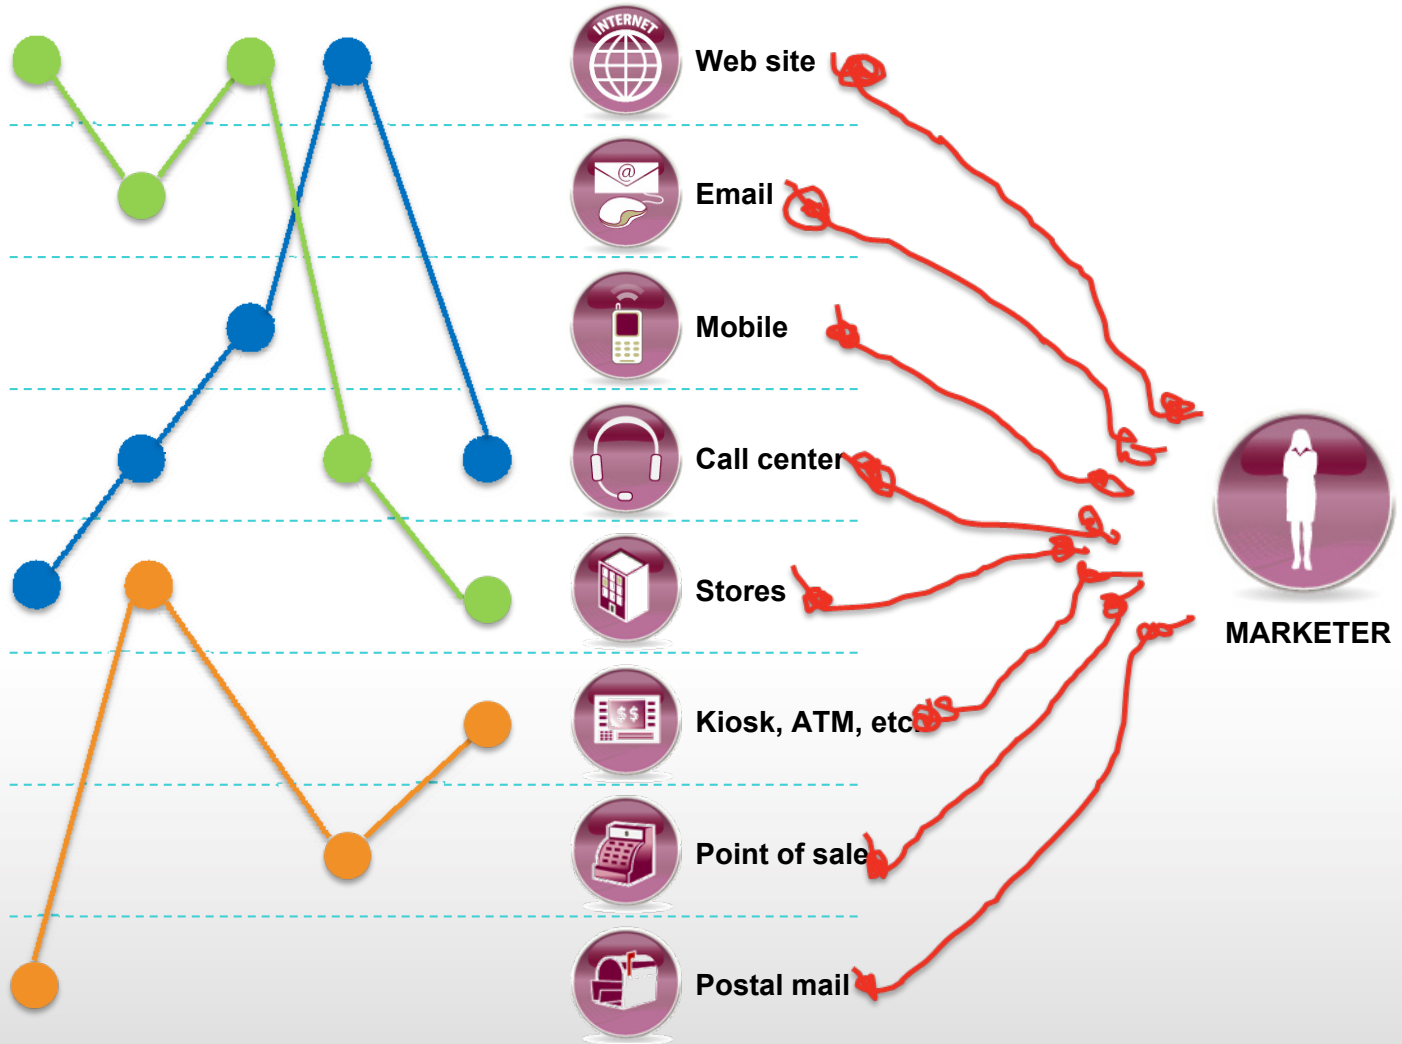 INTERNET
Web site
@
Email
Mobile
Call center
Stores
MARKETER
$$
Kiosk, ATM, etc.
Point of sale
Postal mail